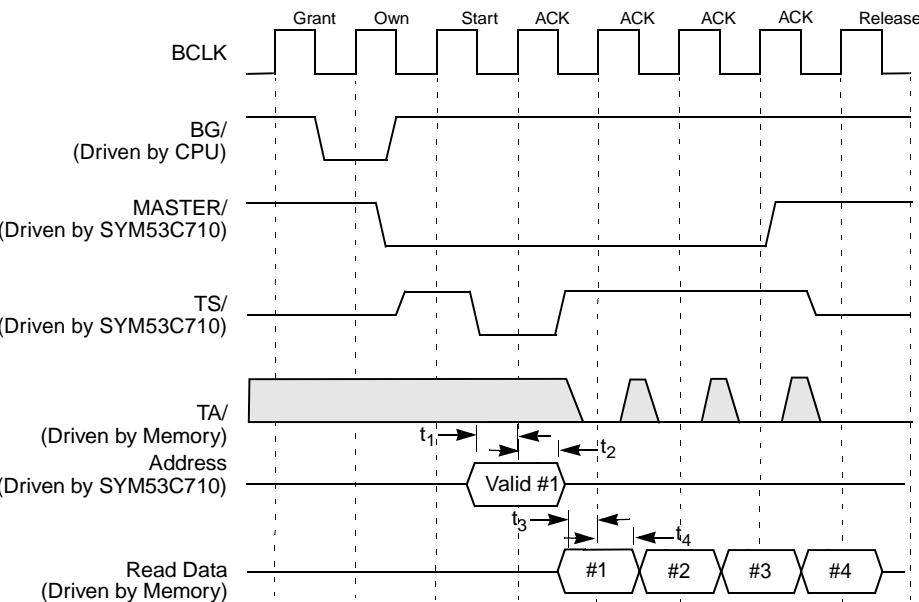 Grant Own Start ACK ACK ACK ACK Release
BCLK
BG/
(Driven by CPU)
MASTER/
(Driven by SYM53C710)
TS/
(Driven by SYM53C710)
TA/
(Driven by Memory)
t1
t2
Address
(Driven by SYM53C710)
Valid #1
t3
t4
Read Data
(Driven by Memory)
#1 #2 #3 #4